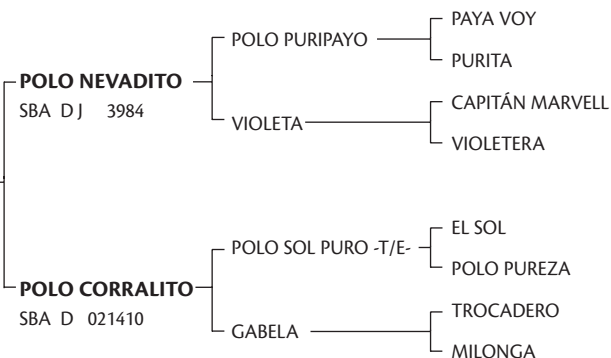 PAYA VOY
POLO PURIPAYO
PURITA
POLO NEVADITO
SBA D J 3984
CAPITÁN MARVELL
VIOLETA
VIOLETERA
EL SOL
POLO SOL PURO -T/E-
POLO PUREZA
POLO CORRALITO
SBA D 021410
TROCADERO
GABELA
MILONGA